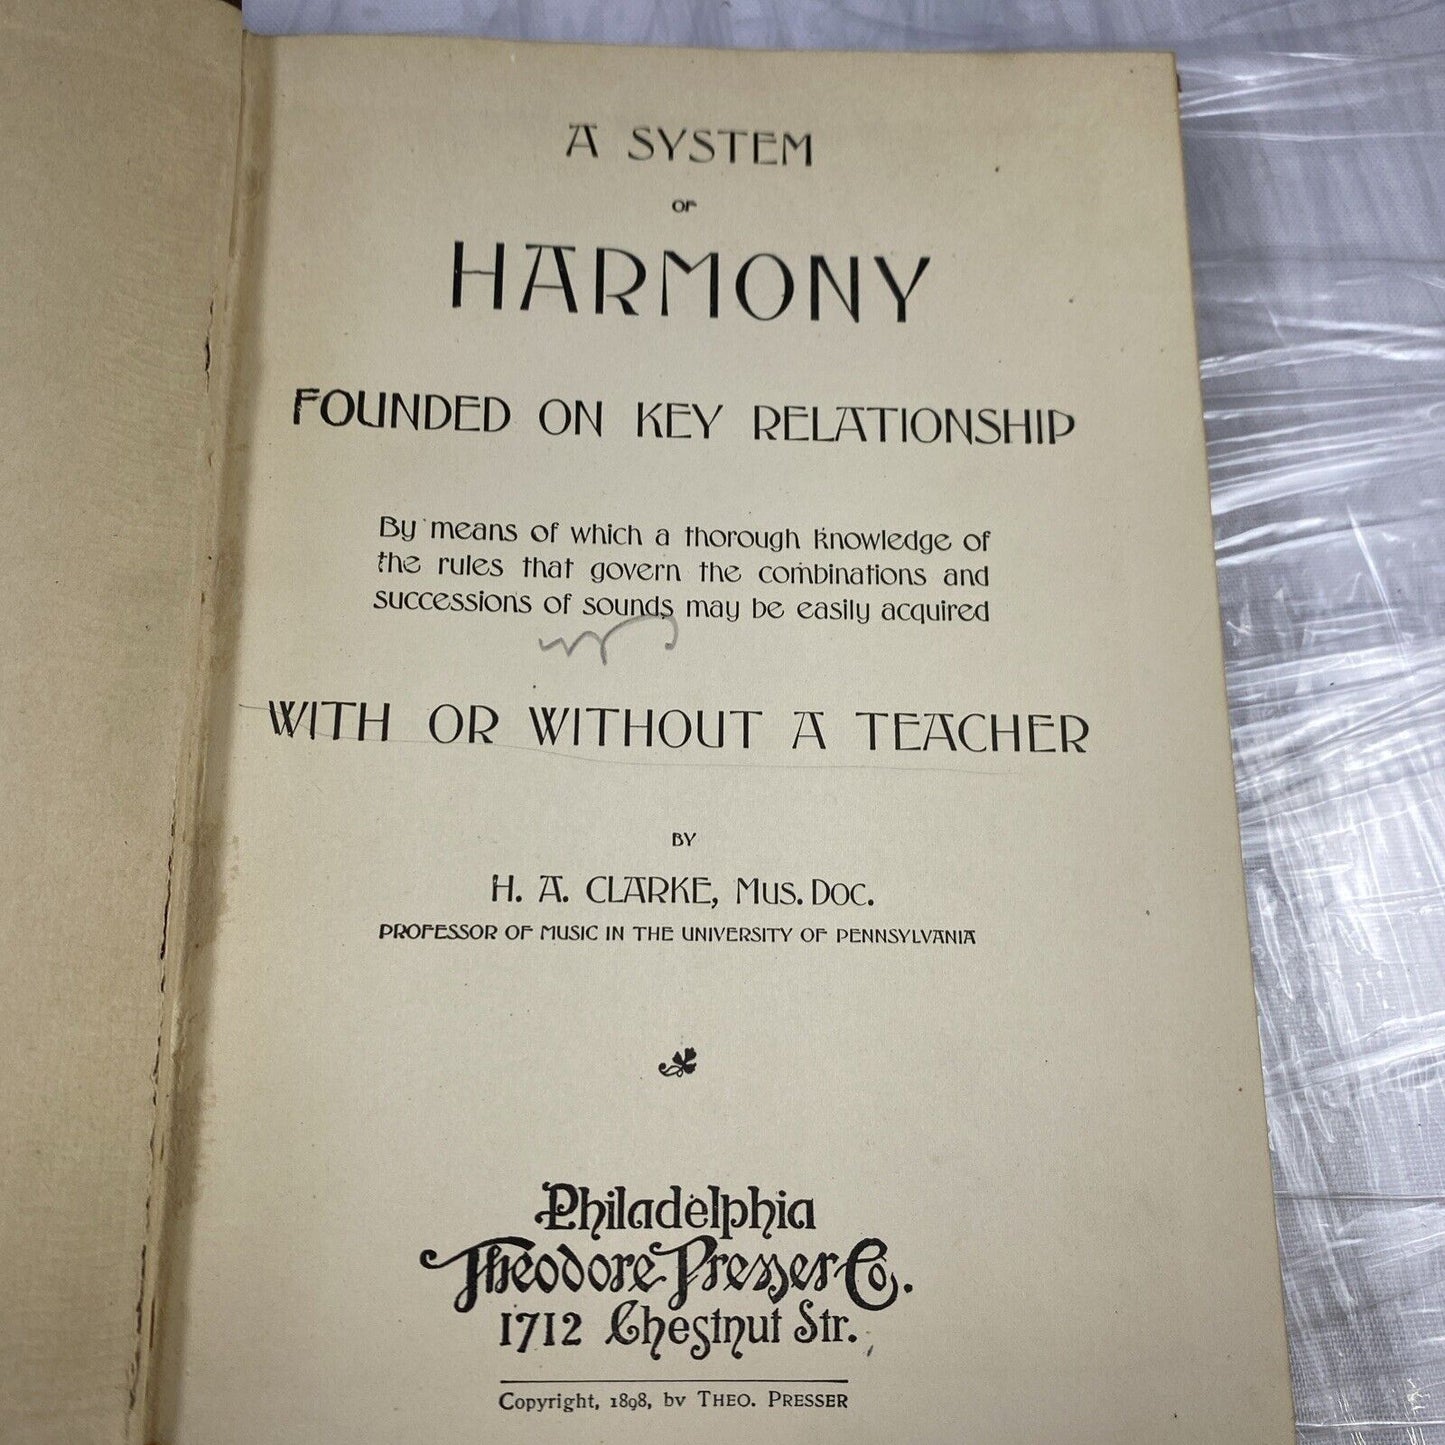 A SYSTEM
OF
HARMONY
FOUNDED ON KEY RELATIONSHIP
By means of which a thorough knowledge of
the rules that govern the combinations and
successions of sounds may be easily acquired
WITH OR WITHOUT A TEACHER
BY
H. A. CLARKE, MUS. DOC.
PROFESSOR OF MUSIC IN THE UNIVERSITY OF PENNSYLVANIA
Philadelphia
Theodore Presser Co.
1712 Chestnut Str.
Copyright, 1898, by THEO. PRESSER